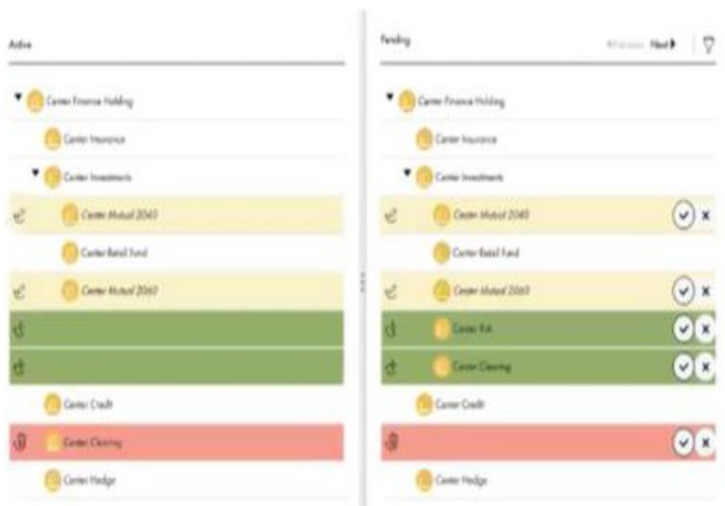 Active
Center Finance Holding
Center Insurance
Center Investments
Center Mutual 2040
Center Retail Fund
Center Mutual 2060
Center Credit
Center Clearing
Center Hedge
Pending
Previous Next
Center Finance Holding
Center Insurance
Center Investments
Center Mutual 2040
Center Retail Fund
Center Mutual 2060
Center
Center Clearing
Center Credit
Center Hedge